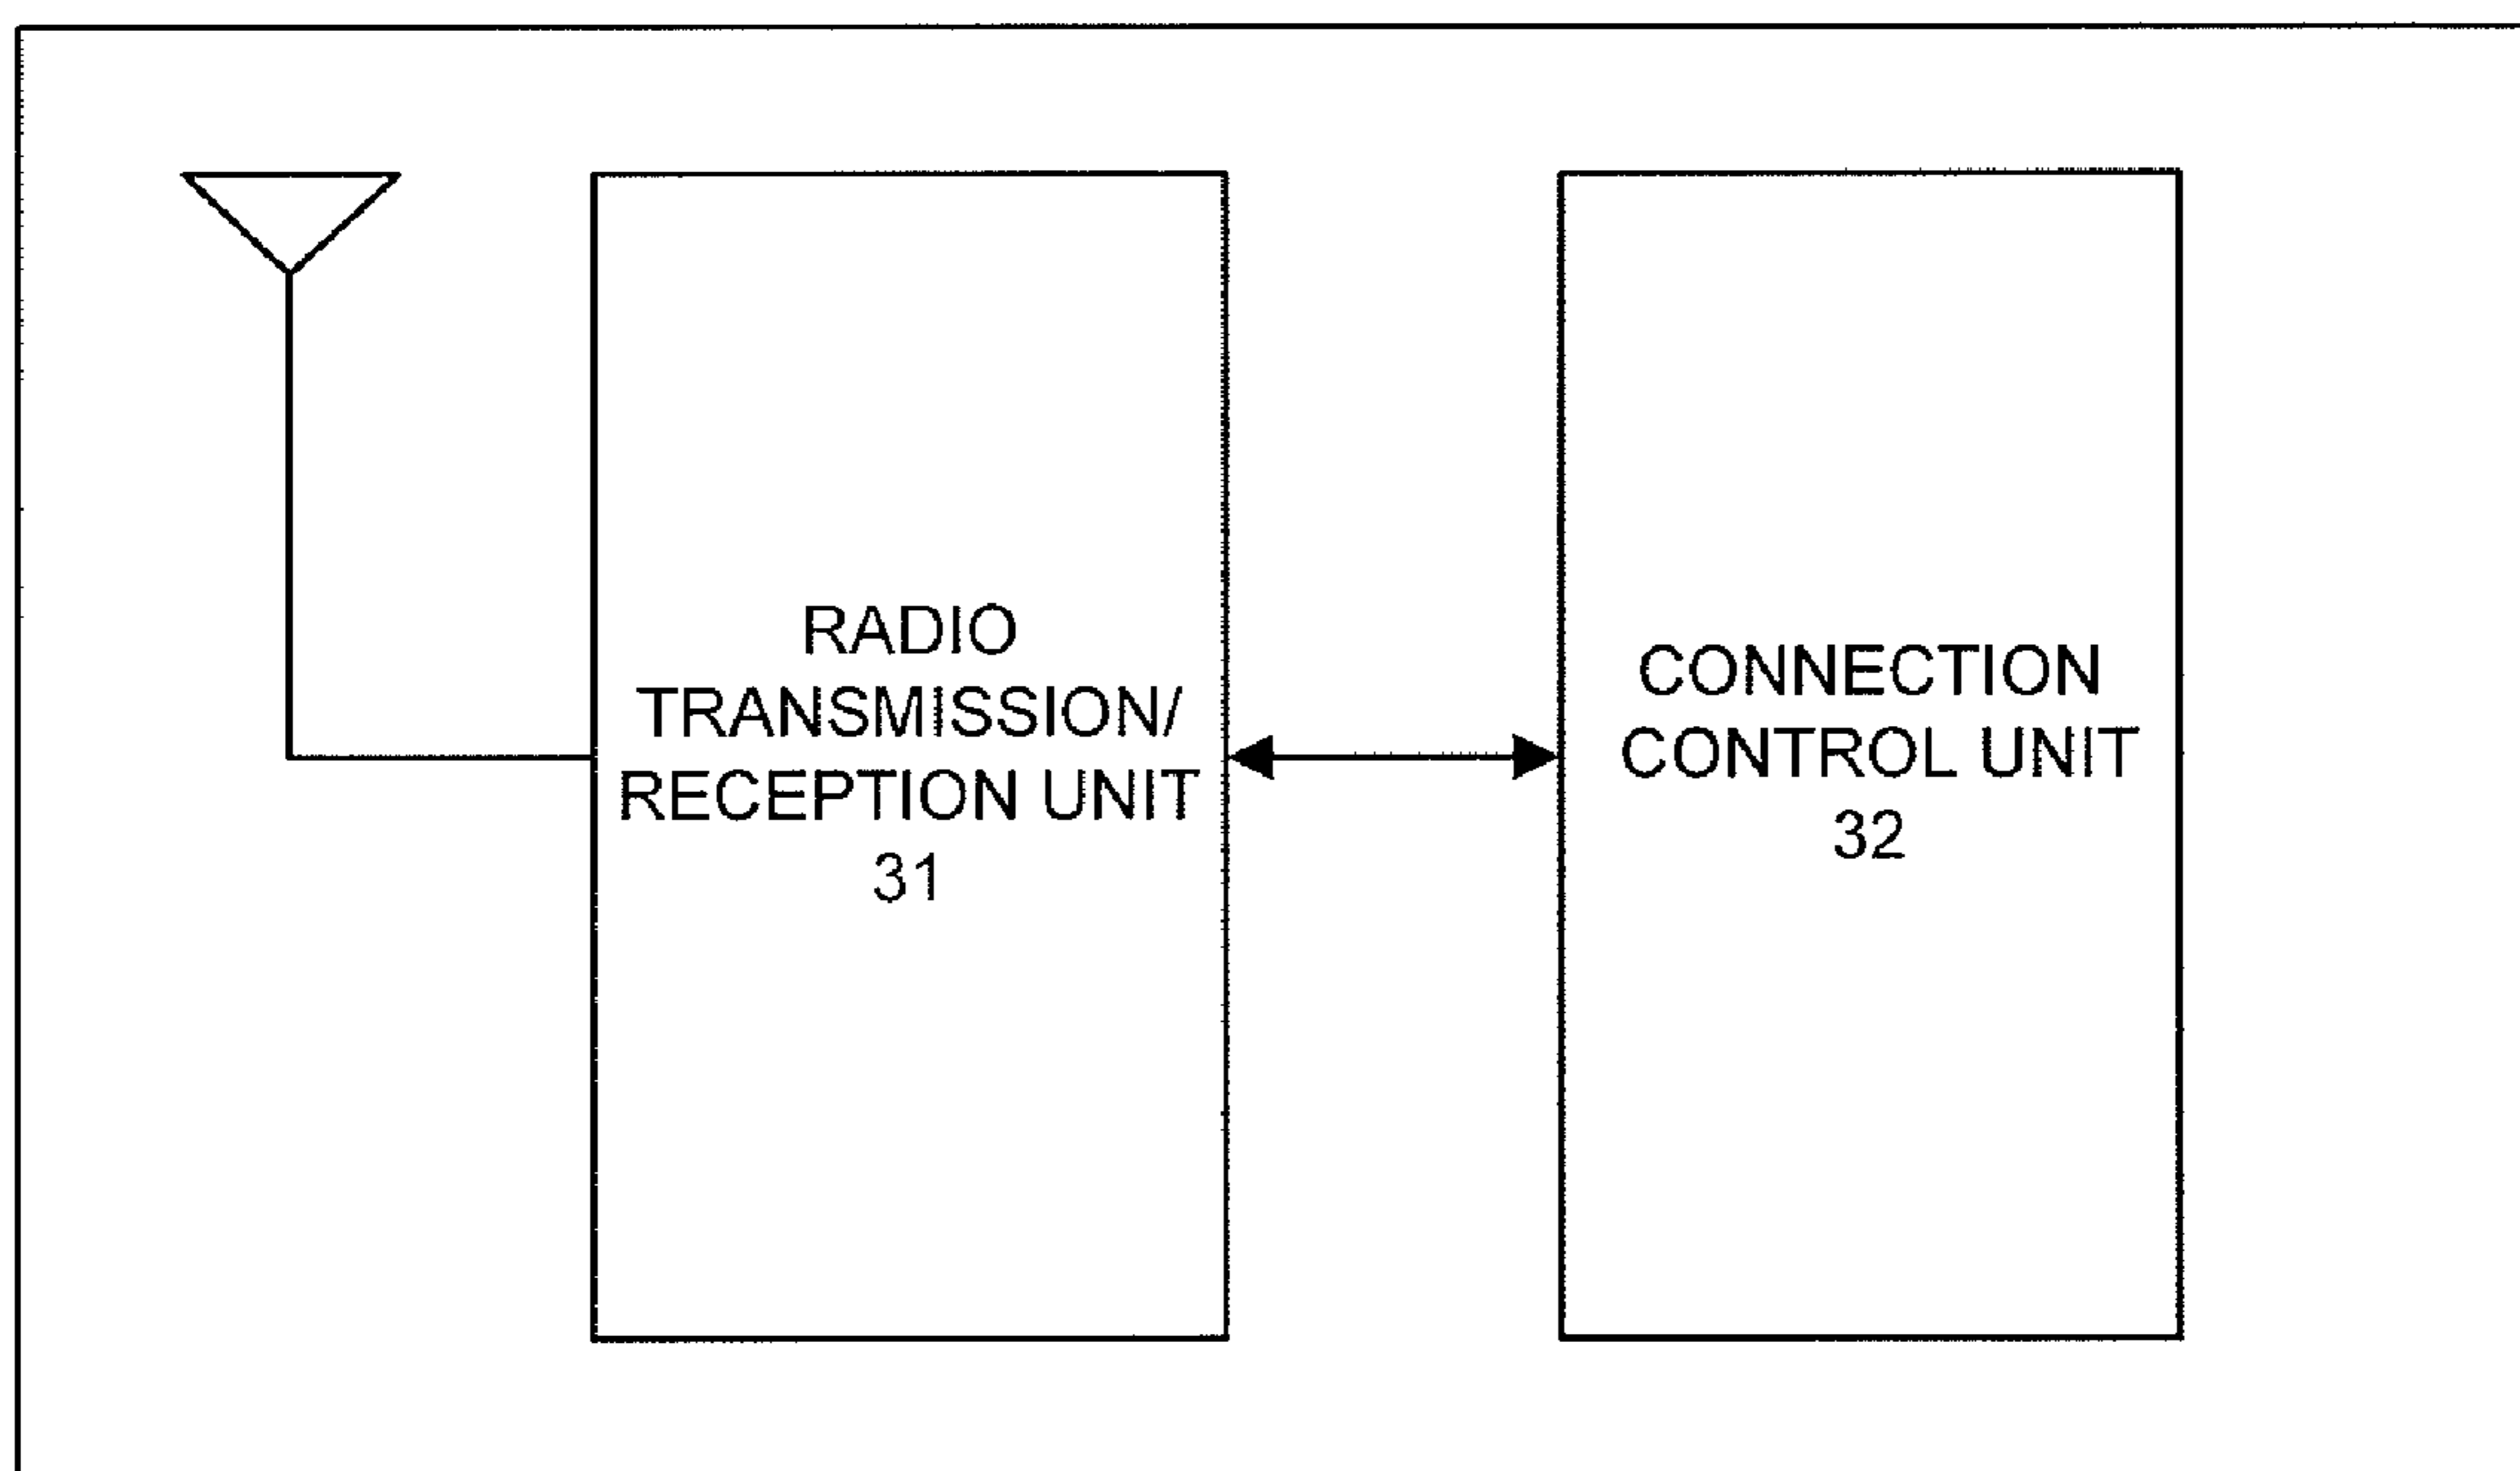 RADIO
TRANSMISSION/
RECEPTION UNIT
31
CONNECTION
CONTROL UNIT
32